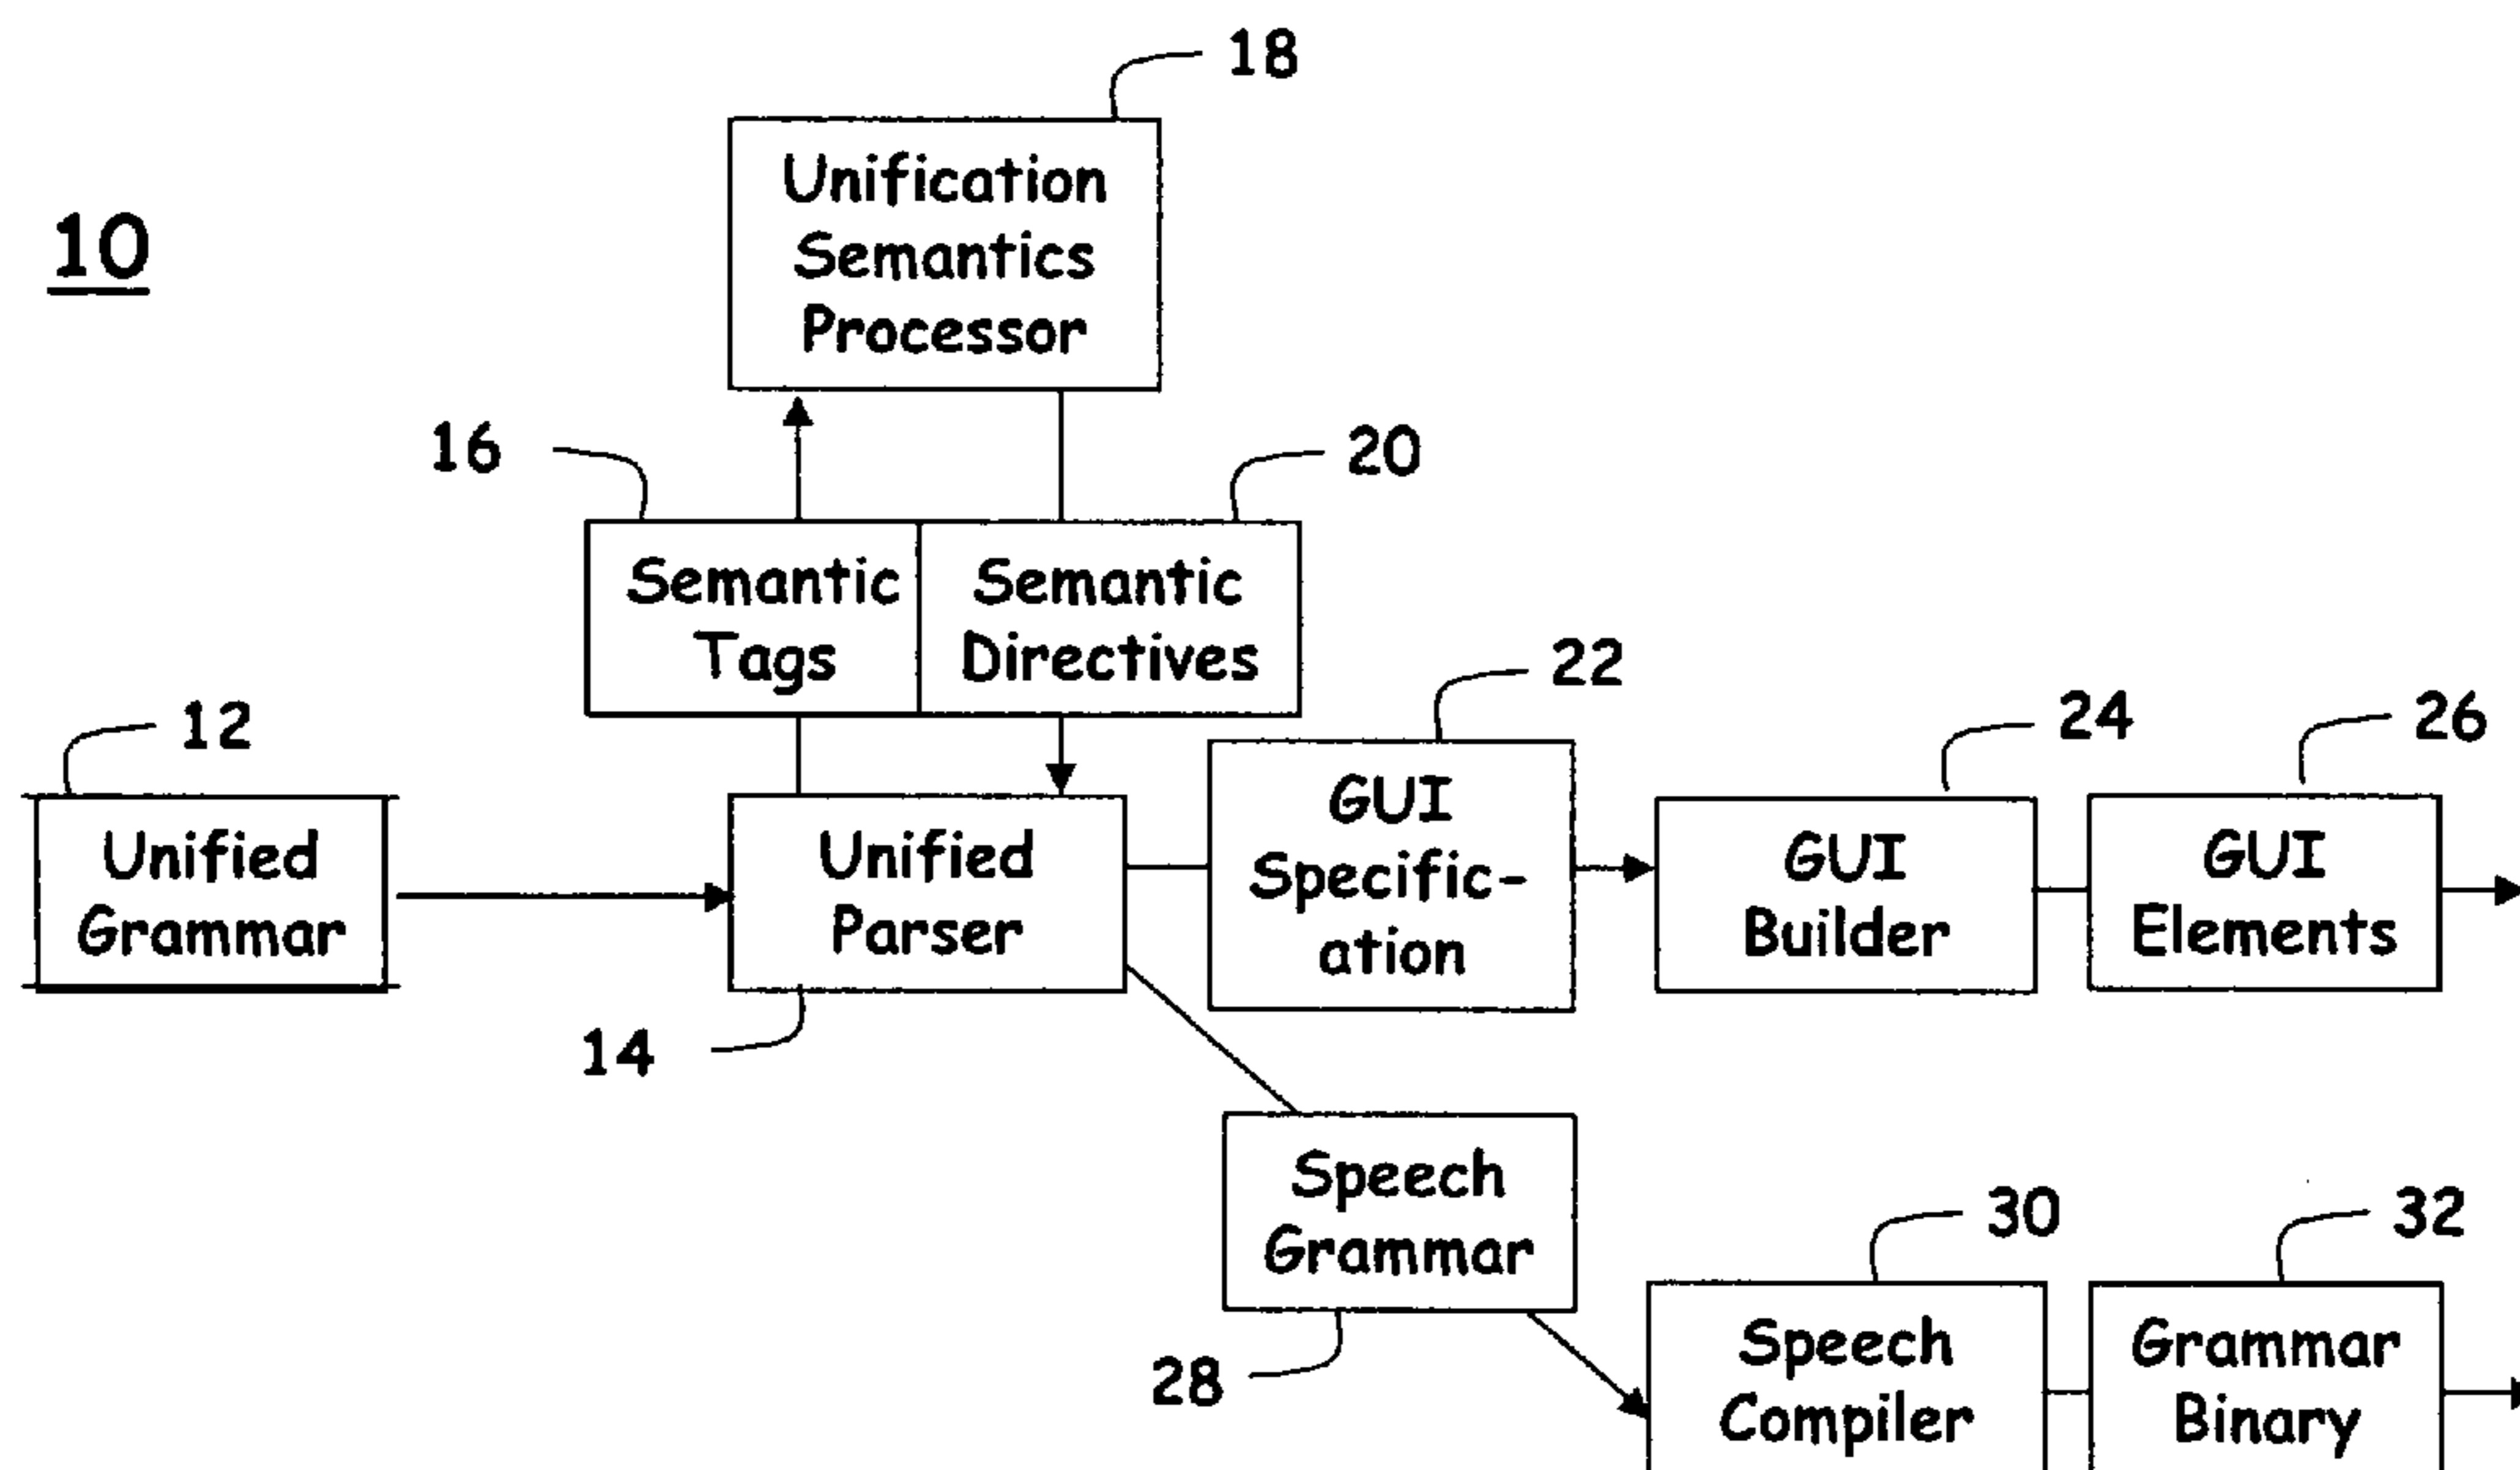 18
Unification
Semantics
Processor
10
16
20
Semantic
Tags
Semantic
Directives
22
12
24
26
Unified
Grammar
Unified
Parser
GUI
Specific-
ation
GUI
Builder
GUI
Elements
14
Speech
Grammar
28
30
32
Speech
Compiler
Grammar
Binary